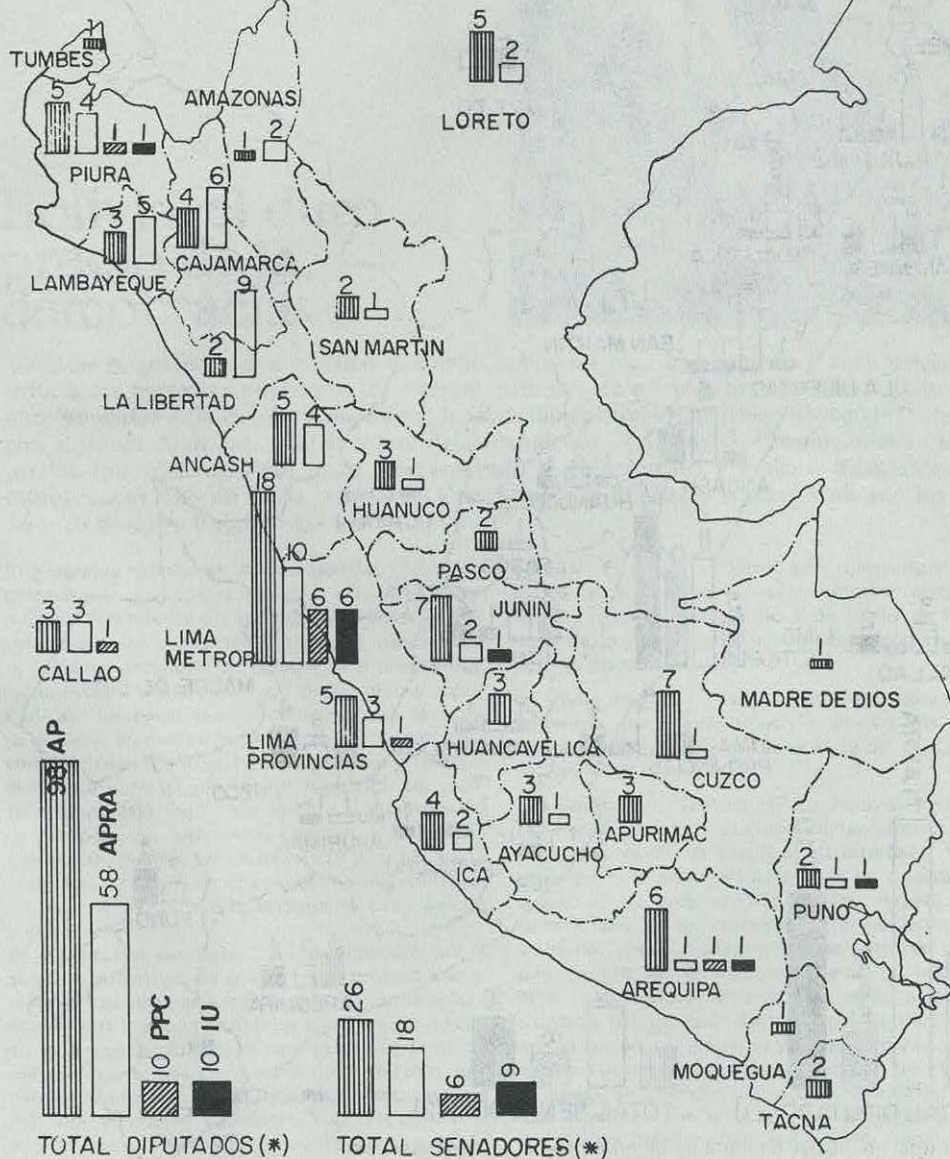 5
2
LORETO
1
TUMBES
5 4 1 1
PIURA
AMAZONAS
1 2
3 5
LAMBAYEQUE
4 6
CAJAMARCA
2 1
SAN MARTIN
2 9
LA LIBERTAD
5 4
ANCASH
3 1
HUANUCO
2
PASCO
18 10 6 6
LIMA
METROP
3 3 1
CALLAO
7 2 1
JUNIN
1
MADRE DE DIOS
5 3 1
LIMA
PROVINCIAS
3
HUANCAVELICA
7 1
CUZCO
4 2
ICA
3 1
AYACUCHO
3
APURIMAC
2 1 1
PUNO
6 1 1 1
AREQUIPA
1
MOQUEGUA
2
TACNA
98 AP
58 APRA
10 PPC
10 IU
TOTAL DIPUTADOS (*)
26
18
6
9
TOTAL SENADORES (*)